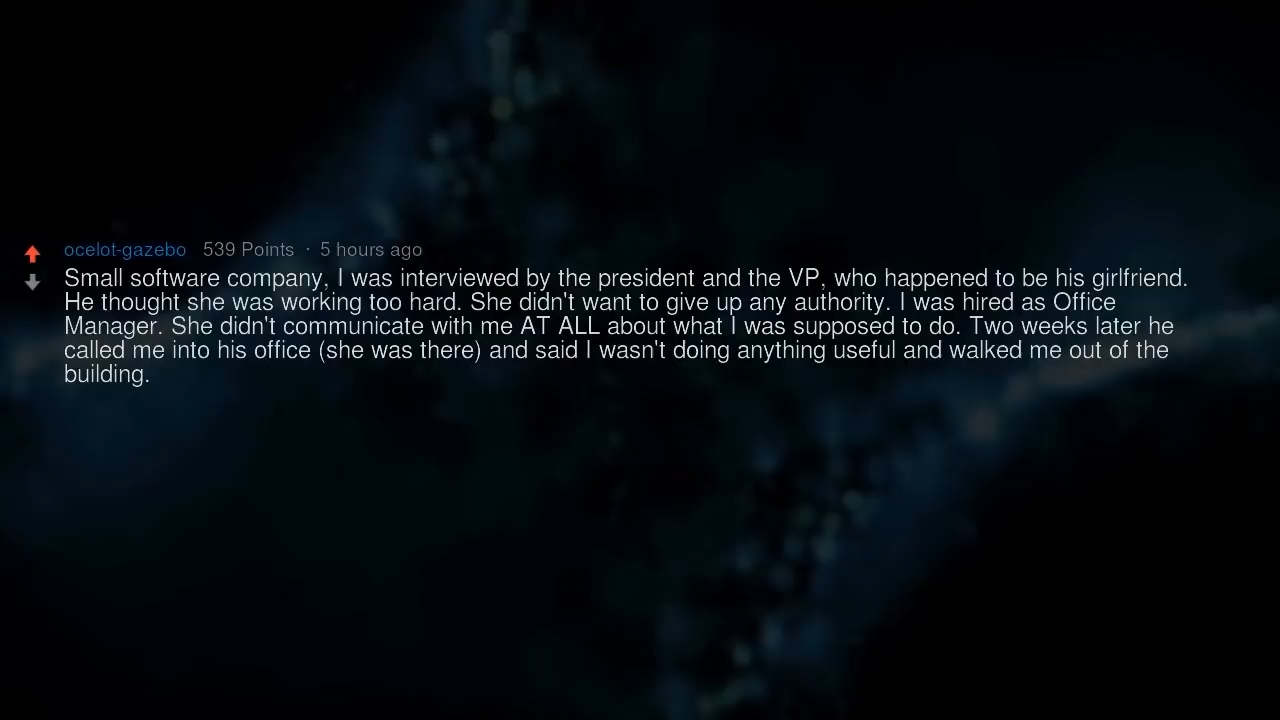 ocelot-gazebo 539 Points · 5 hours ago
Small software company, I was interviewed by the president and the VP, who happened to be his girlfriend.
He thought she was working too hard. She didn't want to give up any authority. I was hired as Office
Manager. She didn't communicate with me AT ALL about what I was supposed to do. Two weeks later he
called me into his office (she was there) and said I wasn't doing anything useful and walked me out of the
building.